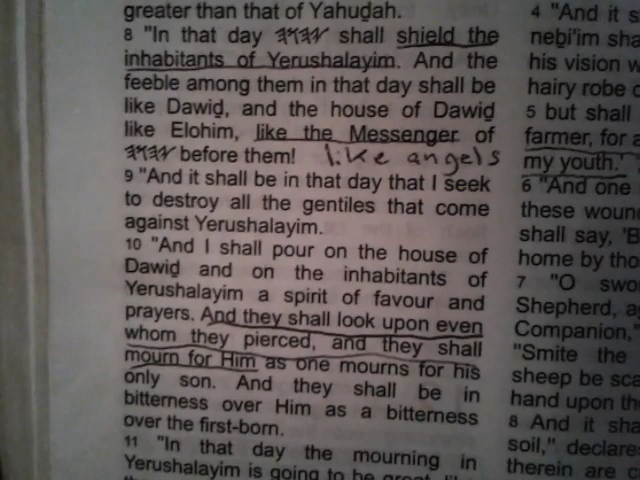 greater than that of Yahuḏah.
8 "In that day 𐤉𐤄𐤅𐤄 shall shield the
inhabitants of Yerushalayim. And the
feeble among them in that day shall be
like Dawiḏ, and the house of Dawiḏ
like Elohim, like the Messenger of
𐤉𐤄𐤅𐤄 before them! like angels
9 "And it shall be in that day that I seek
to destroy all the gentiles that come
against Yerushalayim.
10 "And I shall pour on the house of
Dawiḏ and on the inhabitants of
Yerushalayim a spirit of favour and
prayers. And they shall look upon even
whom they pierced, and they shall
mourn for Him as one mourns for his
only son. And they shall be in
bitterness over Him as a bitterness
over the first-born.
11 "In that day the mourning in
Yerushalayim is going to be great, like
4 "And it s
neḇi'im sha
his vision w
hairy robe
5 but shall
farmer, for a
my youth.'
6 "And one
these woun
shall say, 'B
home by tho
7 "O swo
Shepherd, ag
Companion,"
"Smite the
sheep be sca
hand upon th
8 And it sha
soil," declare
therein are c